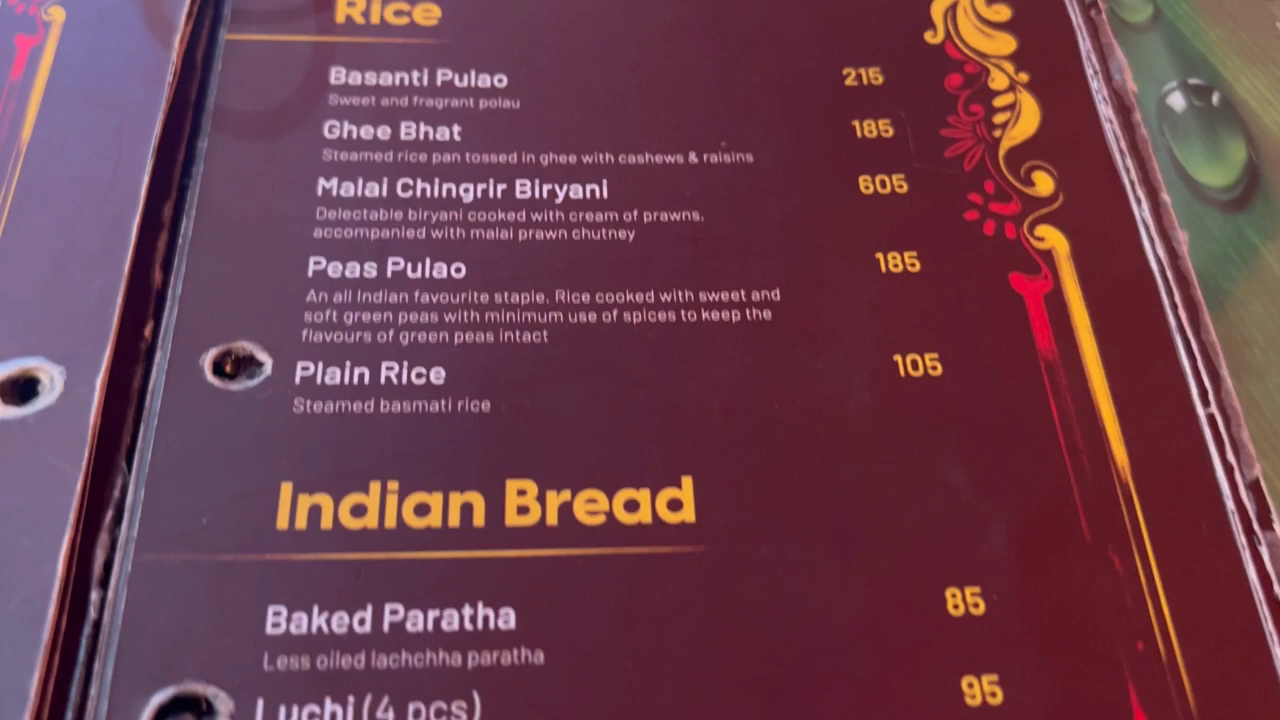 Rice
Basanti Pulao 215
Sweet and fragrant polau
Ghee Bhat 185
Steamed rice pan tossed in ghee with cashews & raisins
Malai Chingrir Biryani 605
Delectable biryani cooked with cream of prawns,
accompanied with malai prawn chutney
Peas Pulao 185
An all Indian favourite staple. Rice cooked with sweet and
soft green peas with minimum use of spices to keep the
flavours of green peas intact
Plain Rice 105
Steamed basmati rice
Indian Bread
Baked Paratha 85
Less oiled lachchha paratha
Luchi (4 pcs) 95